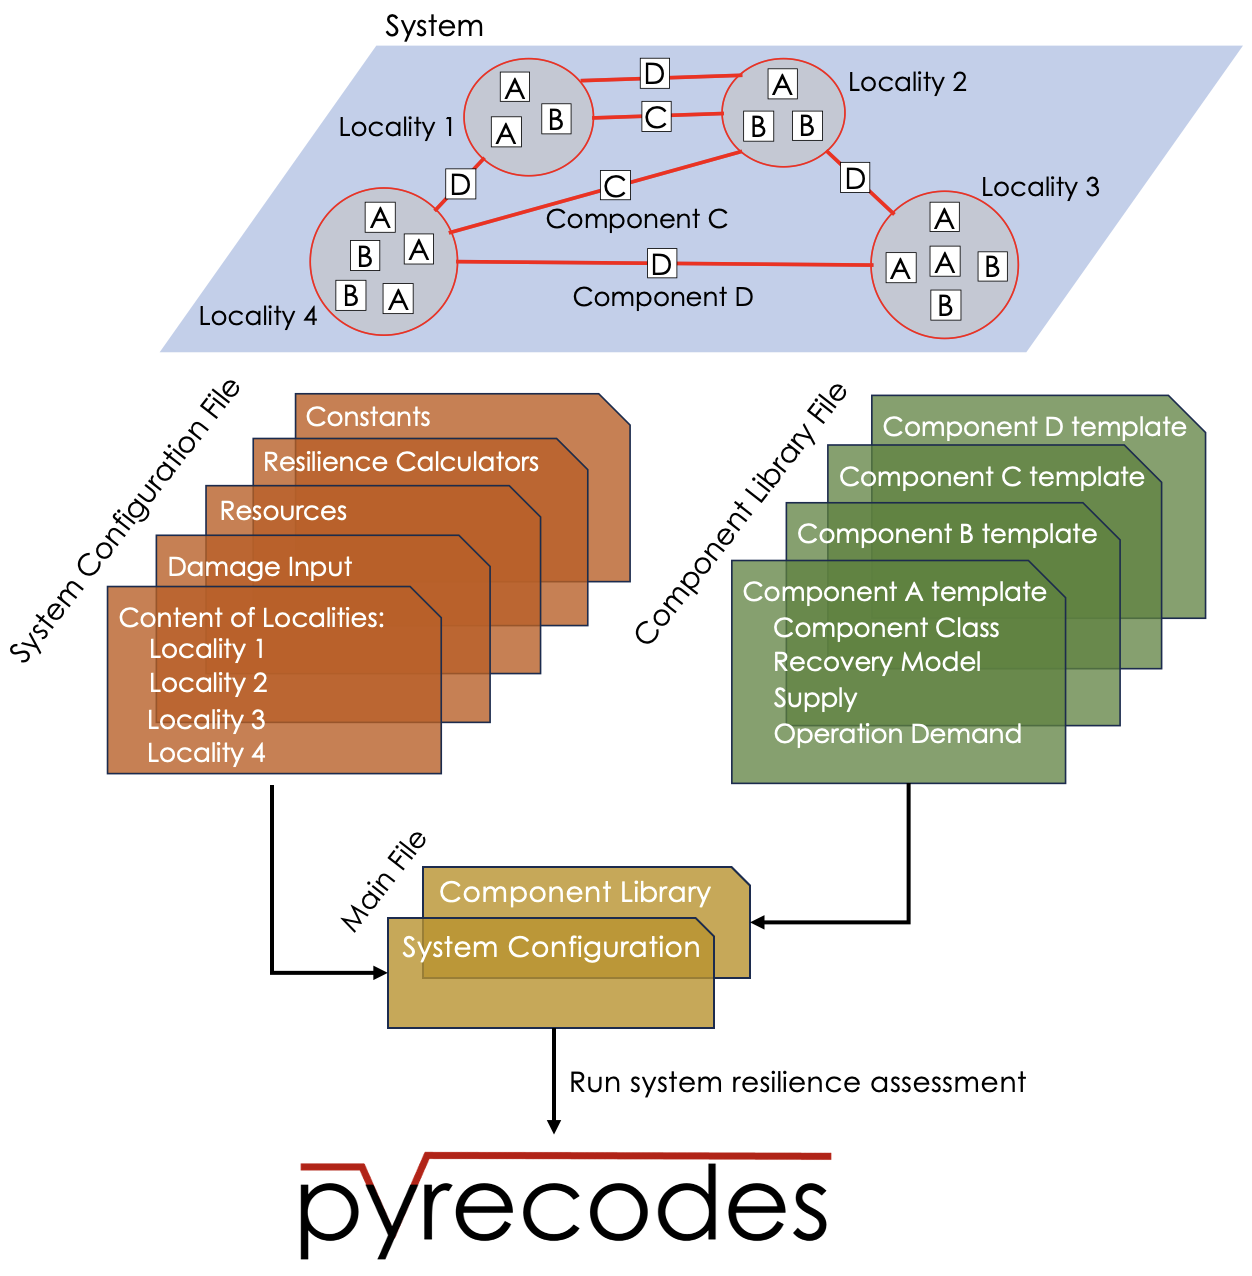 System
A
D
A
Locality 2
Locality 1
A
B
C
B
B
D
C
D
Locality 3
Component C
A
A
B
A
A
A
B
D
B
A
Component D
B
Locality 4
System Configuration File
Constants
Resilience Calculators
Resources
Damage Input
Content of Localities:
Locality 1
Locality 2
Locality 3
Locality 4
Component Library File
Component D template
Component C template
Component B template
Component A template
Component Class
Recovery Model
Supply
Operation Demand
Main File
Component Library
System Configuration
Run system resilience assessment
pyrecodes